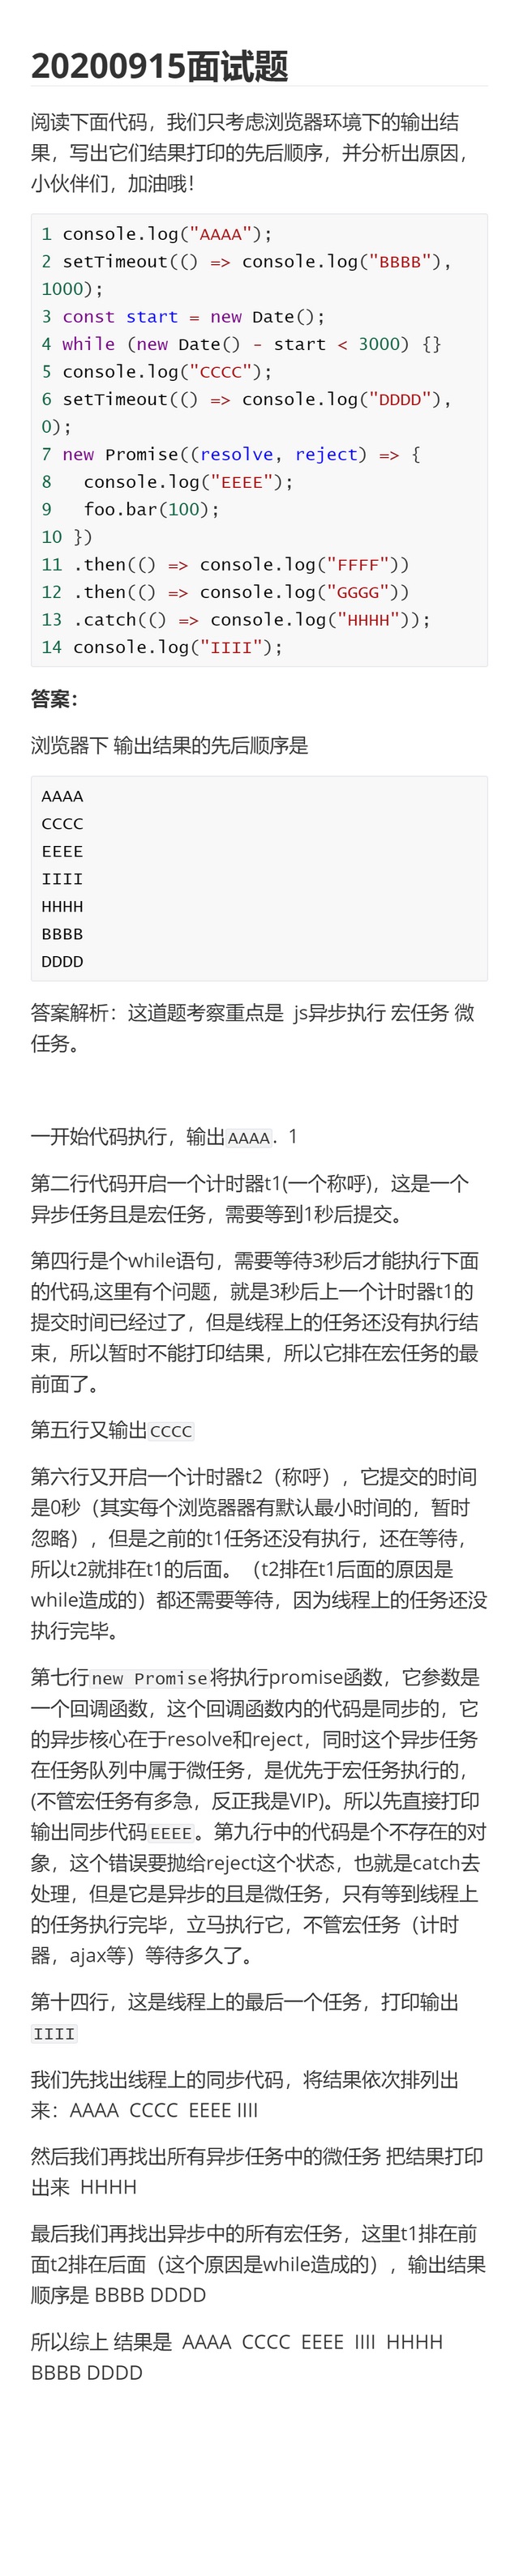 20200915面试题
阅读下面代码，我们只考虑浏览器环境下的输出结
果，写出它们结果打印的先后顺序，并分析出原因，
小伙伴们，加油哦！
1 console.log("AAAA");
2 setTimeout(() => console.log("BBBB"),
1000);
3 const start = new Date();
4 while (new Date() - start < 3000) {}
5 console.log("CCCC");
6 setTimeout(() => console.log("DDDD"),
0);
7 new Promise((resolve, reject) => {
8   console.log("EEEE");
9   foo.bar(100);
10 })
11 .then(() => console.log("FFFF"))
12 .then(() => console.log("GGGG"))
13 .catch(() => console.log("HHHH"));
14 console.log("IIII");
答案：
浏览器下 输出结果的先后顺序是
AAAA
CCCC
EEEE
IIII
HHHH
BBBB
DDDD
答案解析：这道题考察重点是 js异步执行 宏任务 微
任务。
一开始代码执行，输出AAAA. 1
第二行代码开启一个计时器t1(一个称呼)，这是一个
异步任务且是宏任务，需要等到1秒后提交。
第四行是个while语句，需要等待3秒后才能执行下面
的代码,这里有个问题，就是3秒后上一个计时器t1的
提交时间已经过了，但是线程上的任务还没有执行结
束，所以暂时不能打印结果，所以它排在宏任务的最
前面了。
第五行又输出CCCC
第六行又开启一个计时器t2（称呼），它提交的时间
是0秒（其实每个浏览器器有默认最小时间的，暂时
忽略），但是之前的t1任务还没有执行，还在等待，
所以t2就排在t1的后面。（t2排在t1后面的原因是
while造成的）都还需要等待，因为线程上的任务还没
执行完毕。
第七行new Promise将执行promise函数，它参数是
一个回调函数，这个回调函数内的代码是同步的，它
的异步核心在于resolve和reject，同时这个异步任务
在任务队列中属于微任务，是优先于宏任务执行的，
(不管宏任务有多急，反正我是VIP)。所以先直接打印
输出同步代码EEEE。第九行中的代码是个不存在的对
象，这个错误要抛给reject这个状态，也就是catch去
处理，但是它是异步的且是微任务，只有等到线程上
的任务执行完毕，立马执行它，不管宏任务（计时
器，ajax等）等待多久了。
第十四行，这是线程上的最后一个任务，打印输出
IIII
我们先找出线程上的同步代码，将结果依次排列出
来：AAAA CCCC EEEE IIII
然后我们再找出所有异步任务中的微任务 把结果打印
出来 HHHH
最后我们再找出异步中的所有宏任务，这里t1排在前
面t2排在后面（这个原因是while造成的），输出结果
顺序是 BBBB DDDD
所以综上 结果是 AAAA CCCC EEEE IIII HHHH
BBBB DDDD